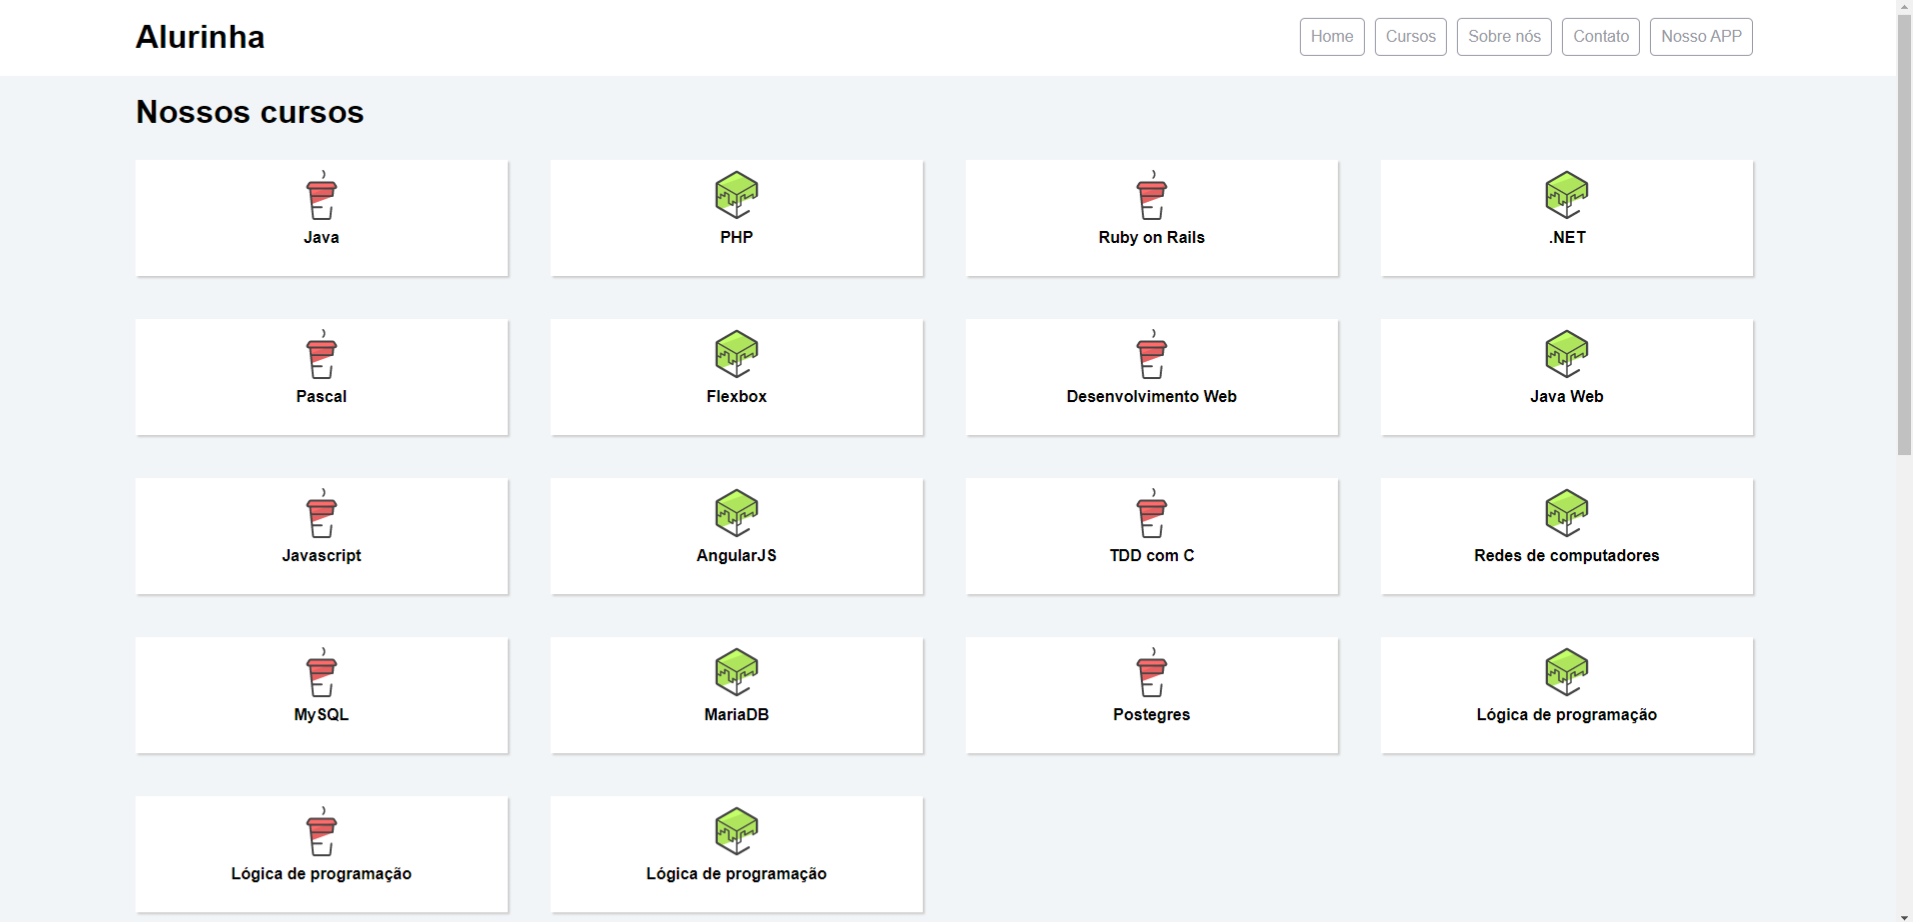 Alurinha
Home Cursos Sobre nós Contato Nosso APP
Nossos cursos
Java PHP Ruby on Rails .NET
Pascal Flexbox Desenvolvimento Web Java Web
Javascript AngularJS TDD com C Redes de computadores
MySQL MariaDB Postegres Lógica de programação
Lógica de programação Lógica de programação